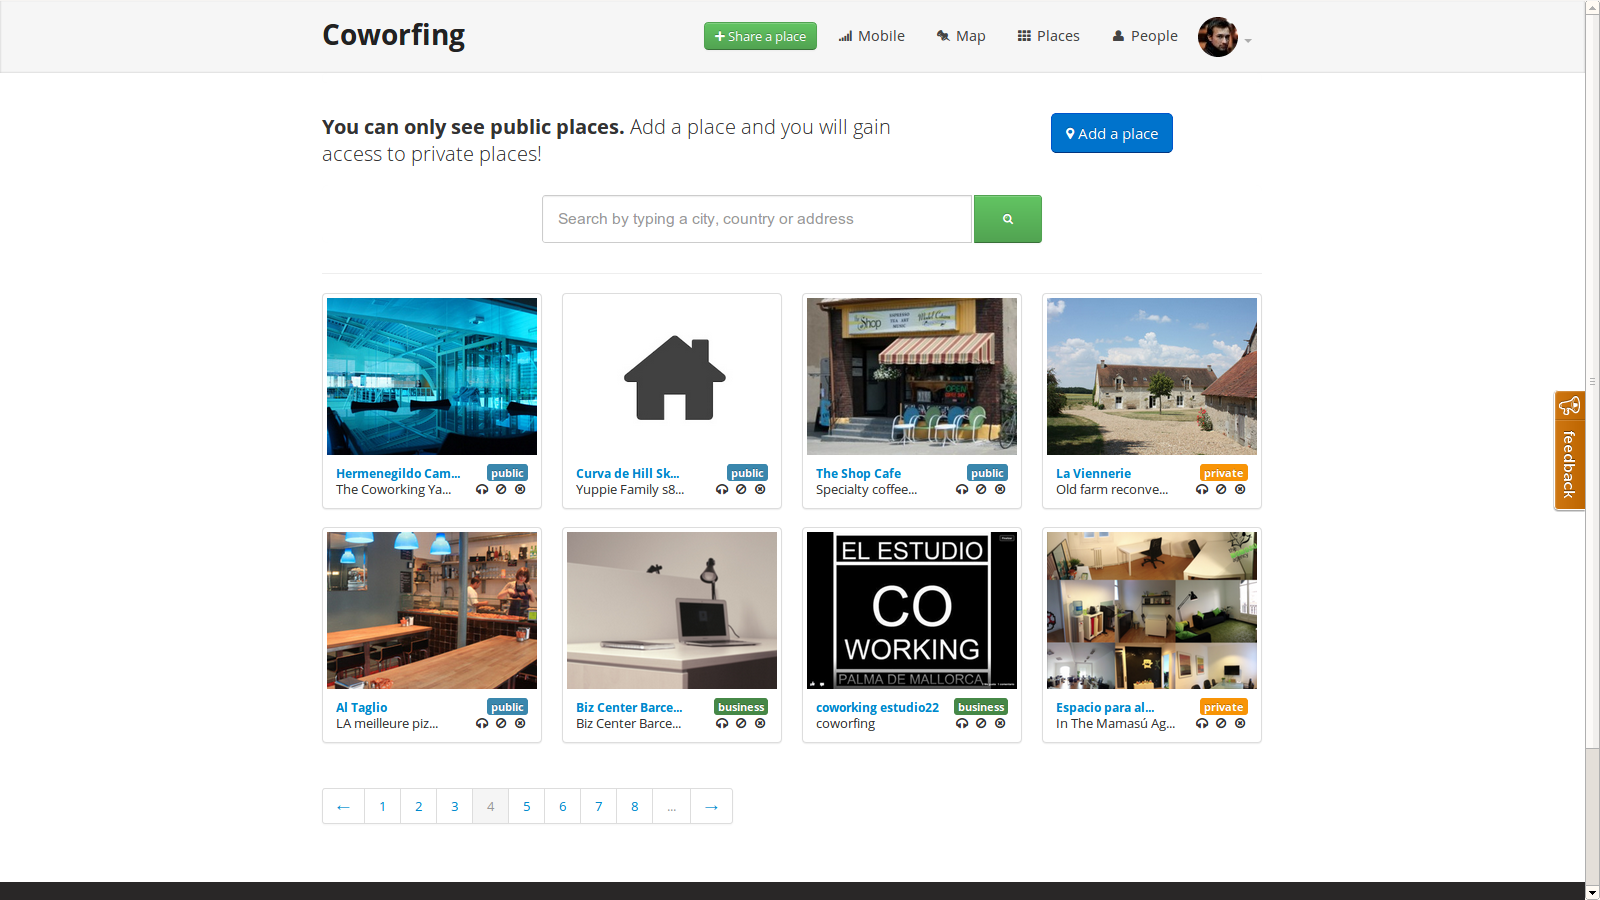 Coworfing
Share a place
Mobile
Map
Places
People
You can only see public places. Add a place and you will gain
access to private places!
Add a place
Search by typing a city, country or address
Shop
OPEN
feedback
Hermenegildo Cam... public
The Coworking Ya...
Curva de Hill Sk... public
Yuppie Family s8...
The Shop Cafe public
Specialty coffee...
La Viennerie private
Old farm reconve...
EL ESTUDIO
CO
WORKING
PALMA DE MALLORCA
Al Taglio public
LA meilleure piz...
Biz Center Barce... business
Biz Center Barce...
coworking estudio22 business
coworfing
Espacio para al... private
In The Mamasú Ag...
← 1 2 3 4 5 6 7 8 ... →